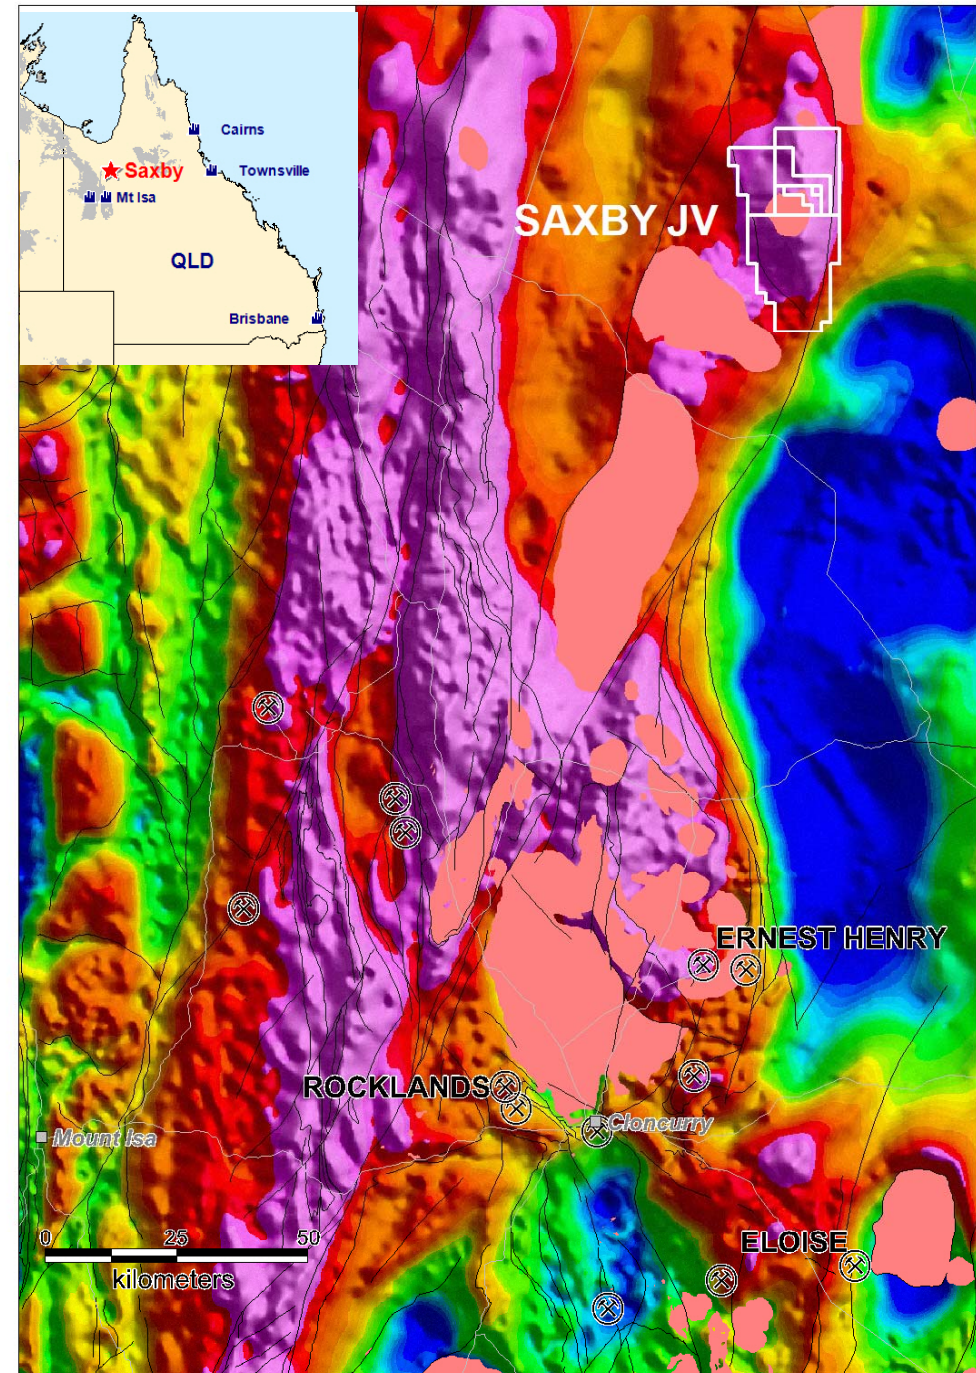 Cairns
Saxby
Townsville
Mt Isa
QLD
Brisbane
SAXBY JV
ERNEST HENRY
ROCKLANDS
Cloncurry
Mount Isa
0 25 50
kilometers
ELOISE